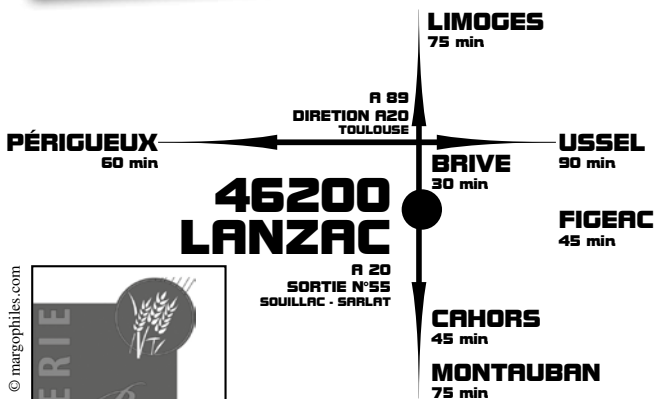 LIMOGES
75 min
A 89
DIRETION A20
TOULOUSE
PÉRIGUEUX
60 min
USSEL
90 min
BRIVE
30 min
46200
LANZAC
FIGEAC
45 min
A 20
SORTIE N°55
SOUILLAC - SARLAT
CAHORS
45 min
MONTAUBAN
75 min
© margophiles.com
ERIE